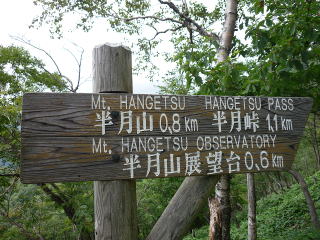 Mt, HANGETSU HANGETSU PASS
半月山 0,8 km 半月峠 1,1 km
Mt, HANGETSU OBSERVATORY
半月山展望台 0.6 km